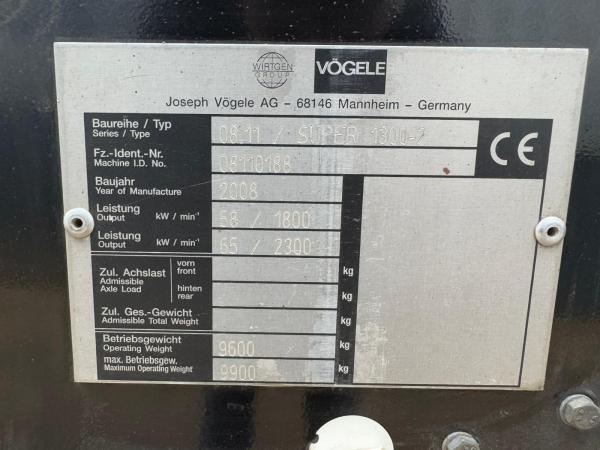 WIRTGEN
GROUP
VÖGELE
Joseph Vögele AG – 68146 Mannheim – Germany
Baureihe / Typ
Series / Type
08.11 / SUPER 1300-2
Fz.-Ident.-Nr.
Machine I.D. No.
08110188
Baujahr
Year of Manufacture
2008
Leistung
Output kW / min⁻¹
58 / 1800
Leistung
Output kW / min⁻¹
65 / 2300
CE
Zul. Achslast
Admissible
Axle Load
vorn
front
kg
hinten
rear
kg
Zul. Ges.-Gewicht
Admissible Total Weight
kg
Betriebsgewicht
Operating Weight
9600
kg
max. Betriebsgew.
Maximum Operating Weight
9900
kg